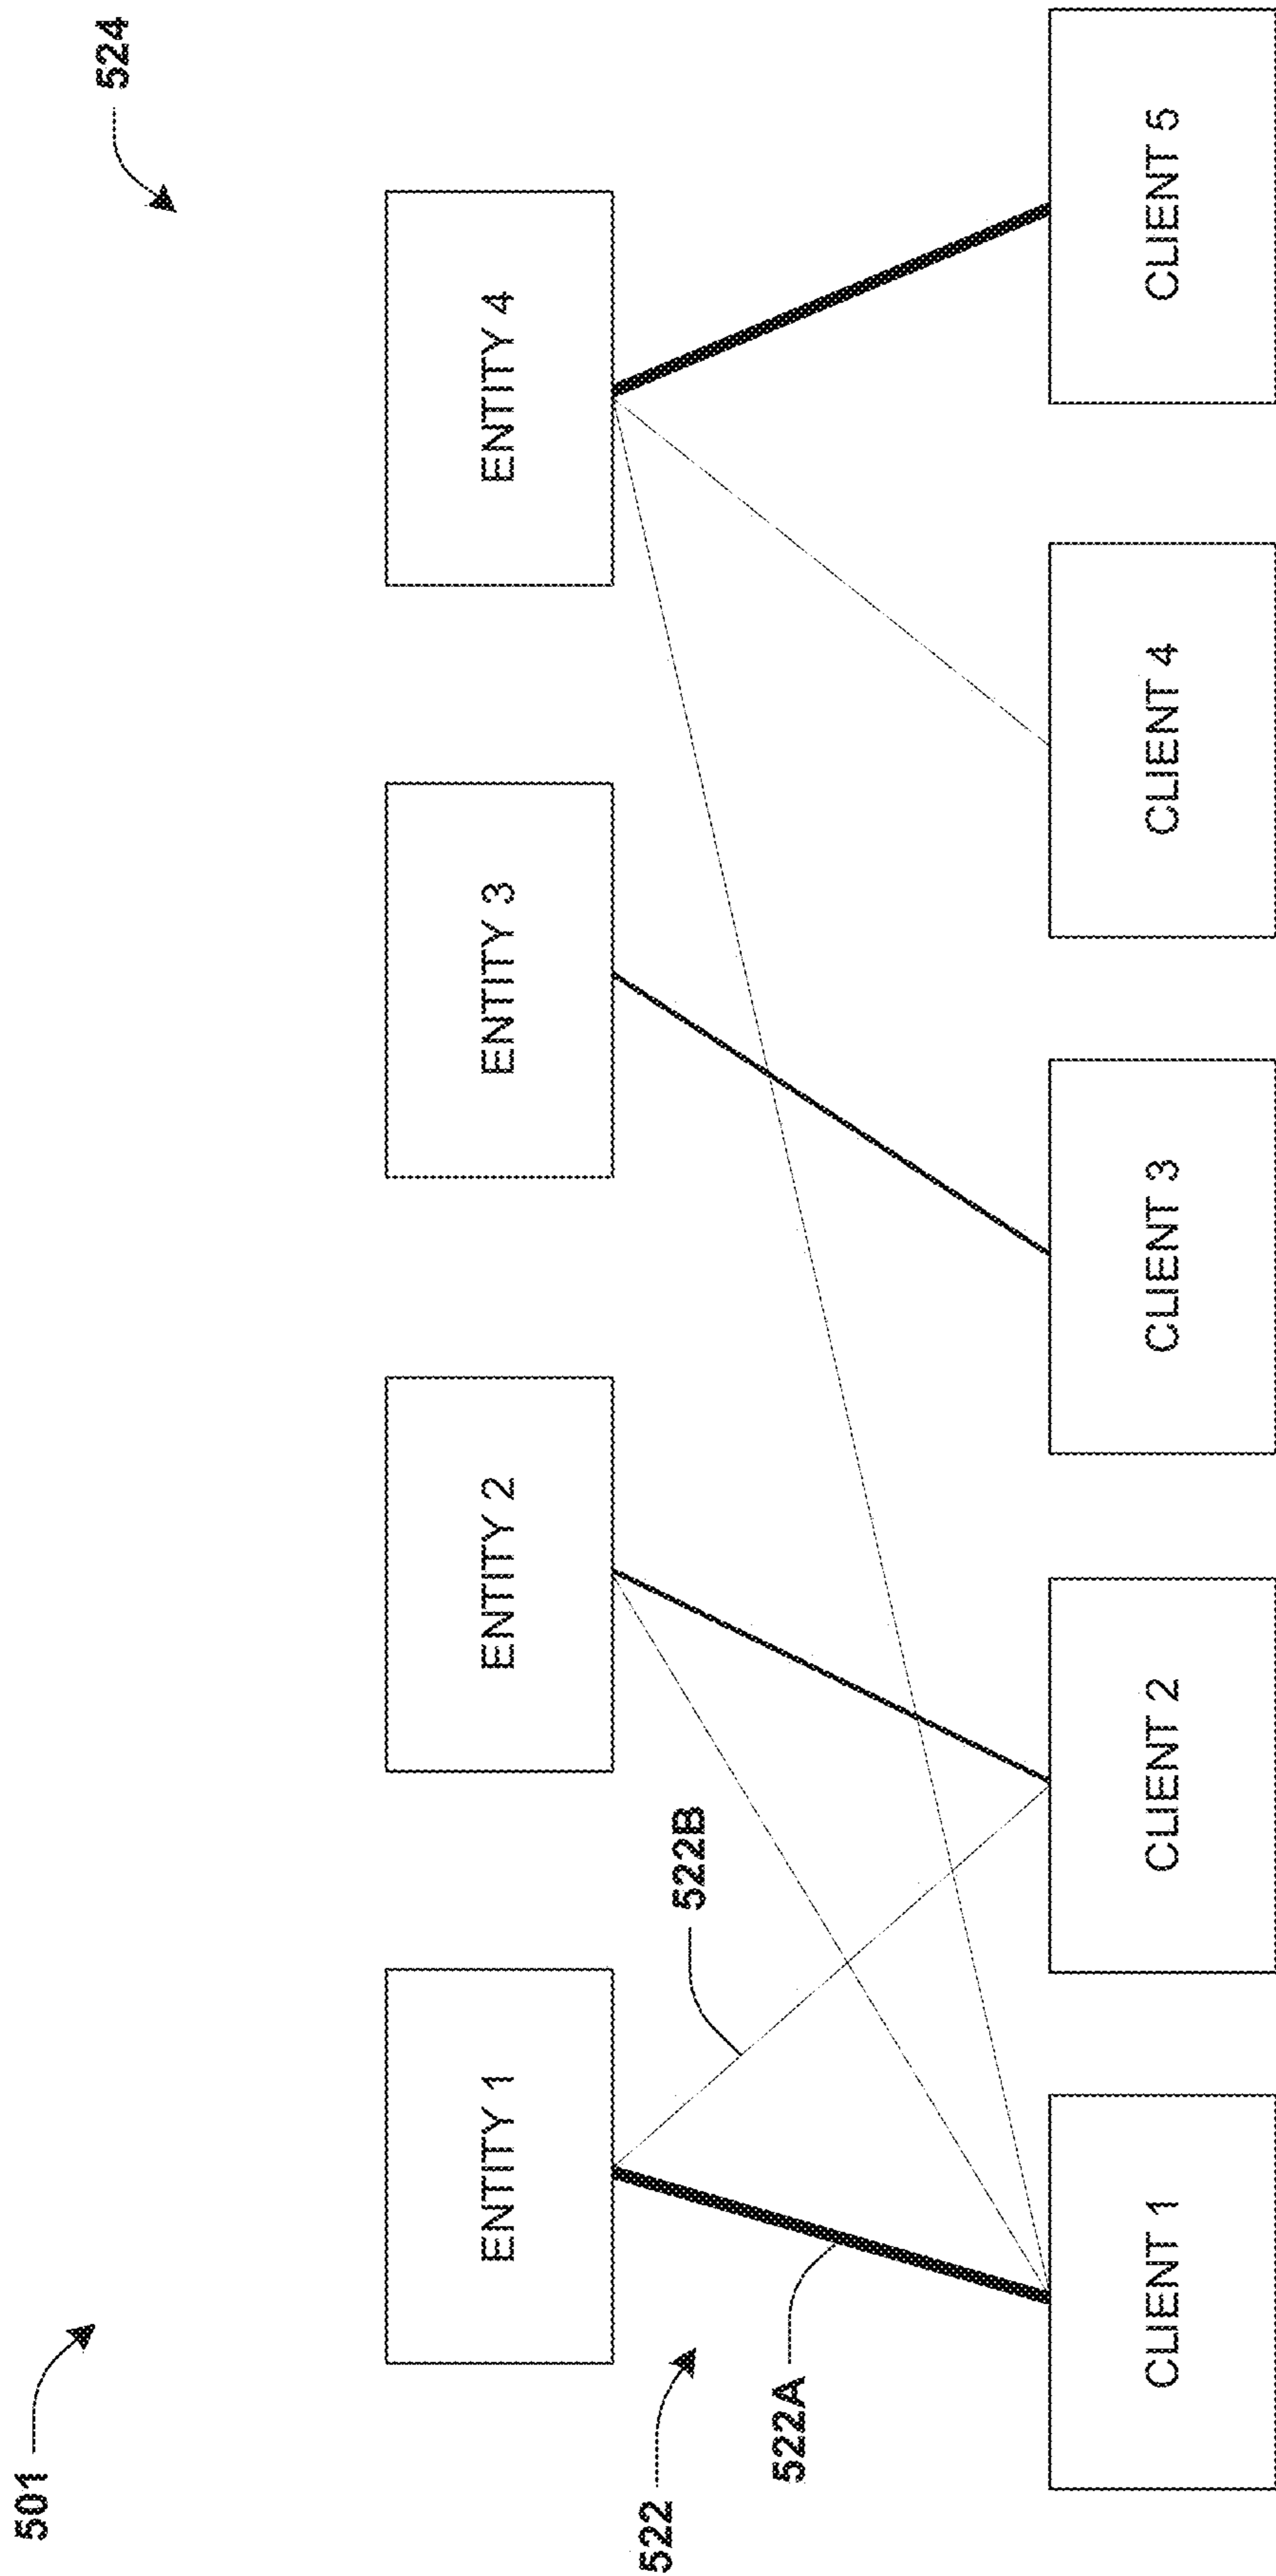 501
524
ENTITY 1
ENTITY 2
ENTITY 3
ENTITY 4
522
522A
522B
CLIENT 1
CLIENT 2
CLIENT 3
CLIENT 4
CLIENT 5